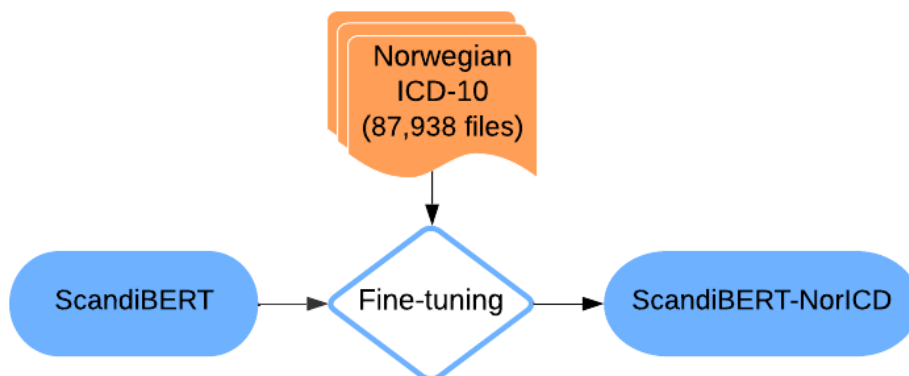 Norwegian
ICD-10
(87,938 files)
ScandiBERT
Fine-tuning
ScandiBERT-NorICD